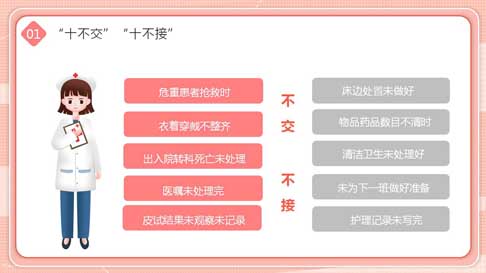 01 “十不交” “十不接”
危重患者抢救时
衣着穿戴不整齐
出入院转科死亡未处理
医嘱未处理完
皮试结果未观察未记录
不交
不接
床边处置未做好
物品药品数目不清时
清洁卫生未处理好
未为下一班做好准备
护理记录未写完